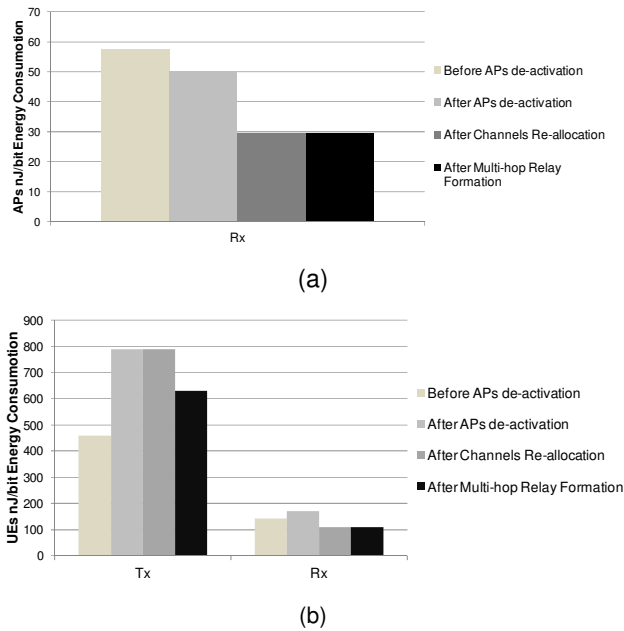 70
60
50
40
30
20
10
0
APs nJ/bit Energy Consumotion
Rx
Before APs de-activation
After APs de-activation
After Channels Re-allocation
After Multi-hop Relay
Formation
(a)
900
800
700
600
500
400
300
200
100
0
UEs nJ/bit Energy Consumotion
Tx
Rx
Before APs de-activation
After APs de-activation
After Channels Re-allocation
After Multi-hop Relay Formation
(b)